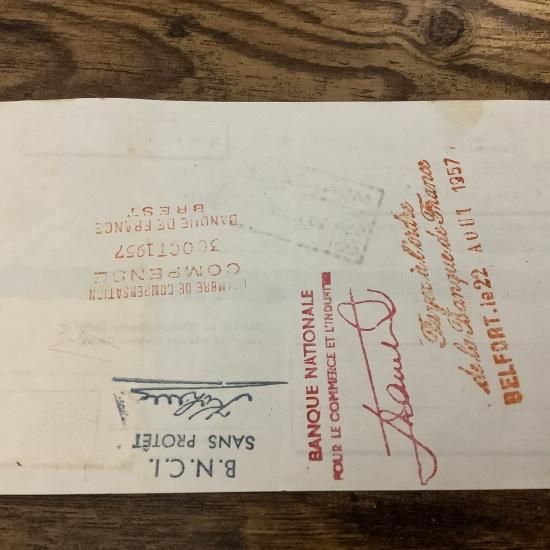 CHAMBRE DE COMPENSATION
COMPENSE
30 OCT 1957
BANQUE DE FRANCE
BREST
B.N.C.I.
SANS PROTÊT
BANQUE NATIONALE
POUR LE COMMERCE ET L'INDUSTRIE
Payez à l'ordre
de la Banque de France
BELFORT. le 22 AOUT 1957